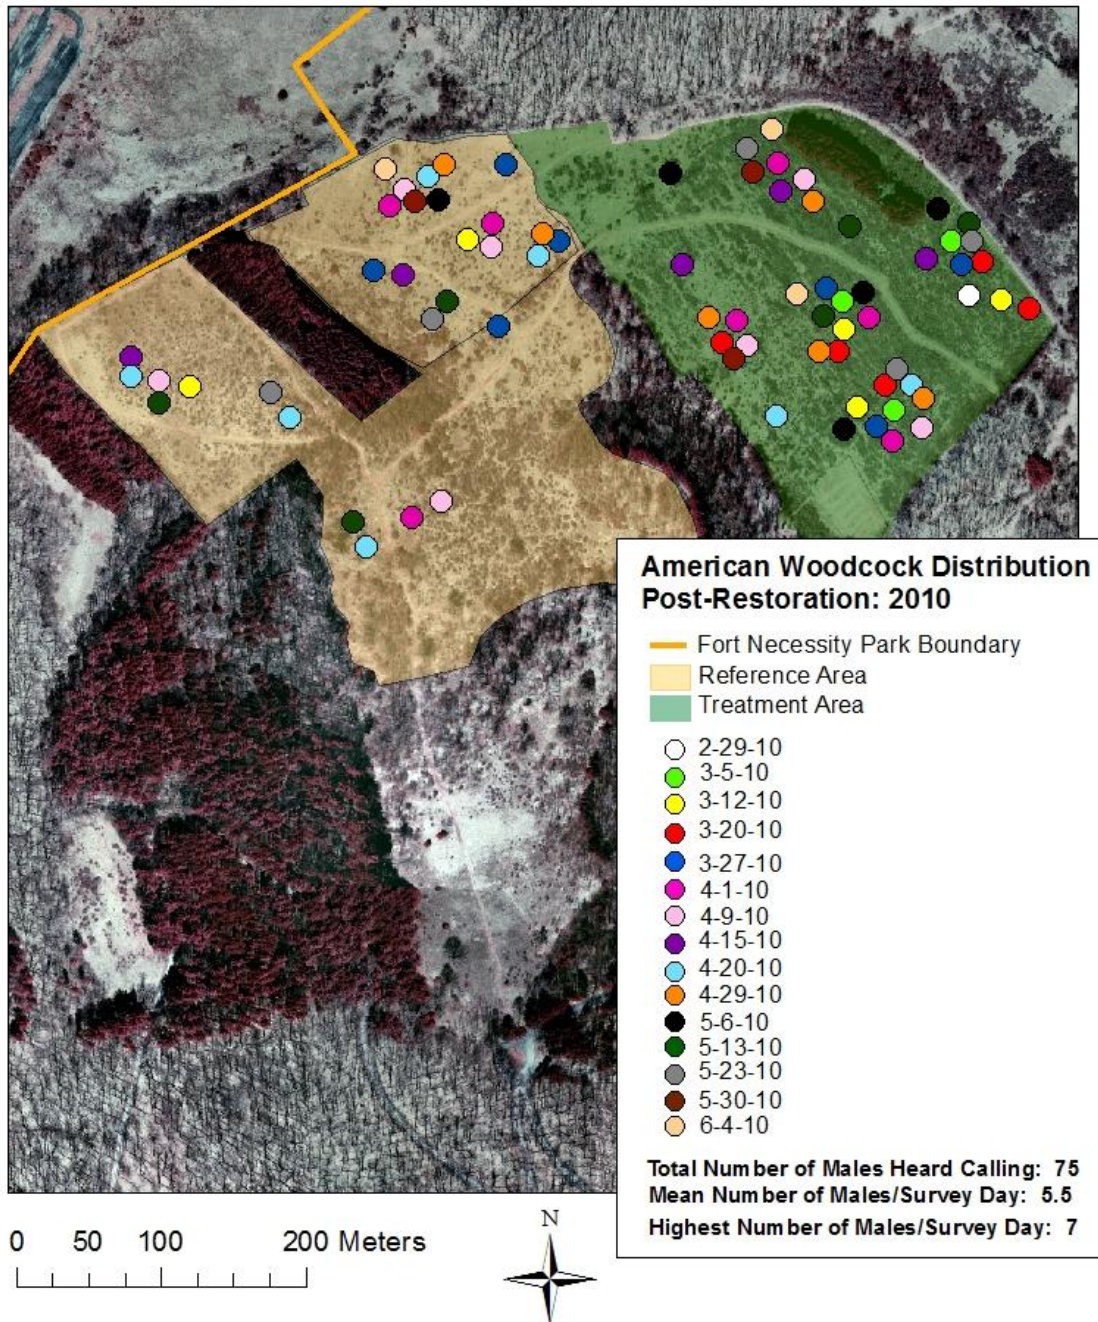 American Woodcock Distribution
Post-Restoration: 2010
Fort Necessity Park Boundary
Reference Area
Treatment Area
2-29-10
3-5-10
3-12-10
3-20-10
3-27-10
4-1-10
4-9-10
4-15-10
4-20-10
4-29-10
5-6-10
5-13-10
5-23-10
5-30-10
6-4-10
Total Number of Males Heard Calling: 75
Mean Number of Males/Survey Day: 5.5
Highest Number of Males/Survey Day: 7
0 50 100 200 Meters
N